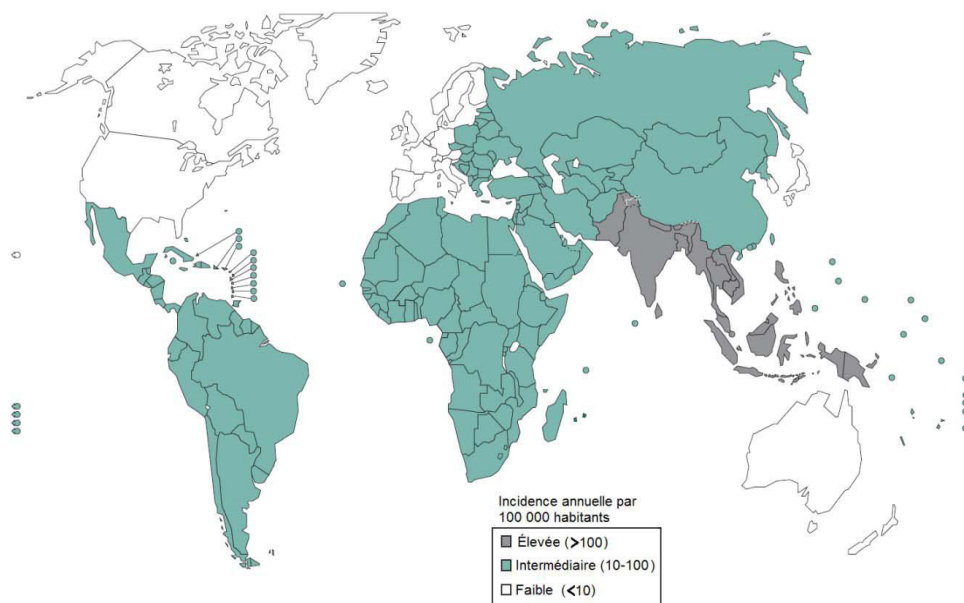 Incidence annuelle par
100 000 habitants
Élevée (>100)
Intermédiaire (10-100)
Faible (<10)